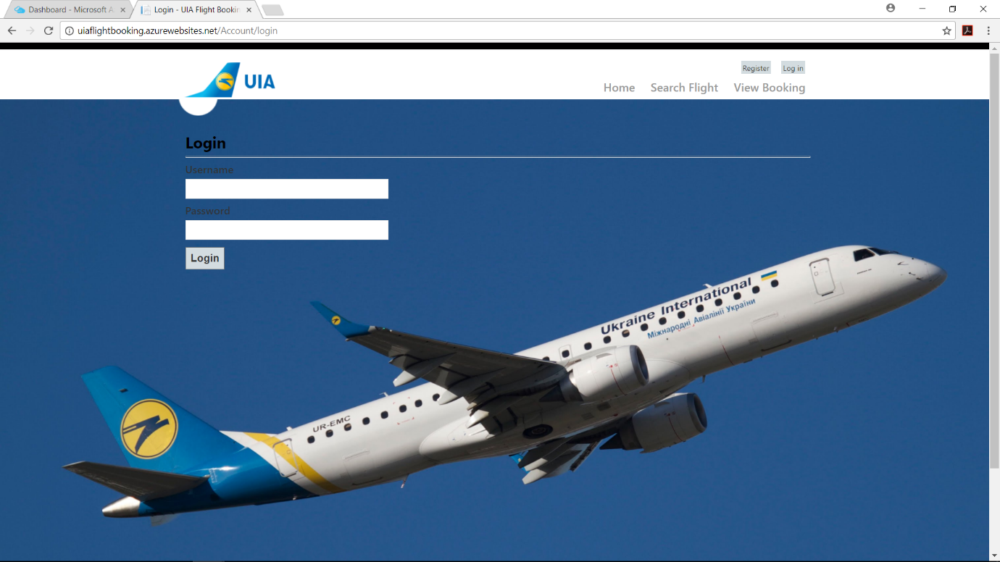 Dashboard - Microsoft A
Login - UIA Flight Bookin
uiaflightbooking.azurewebsites.net/Account/login
UIA
Register Log in
Home Search Flight View Booking
Login
Username
Password
Login
Ukraine International
Міжнародні Авіалінії України
UR-EMC